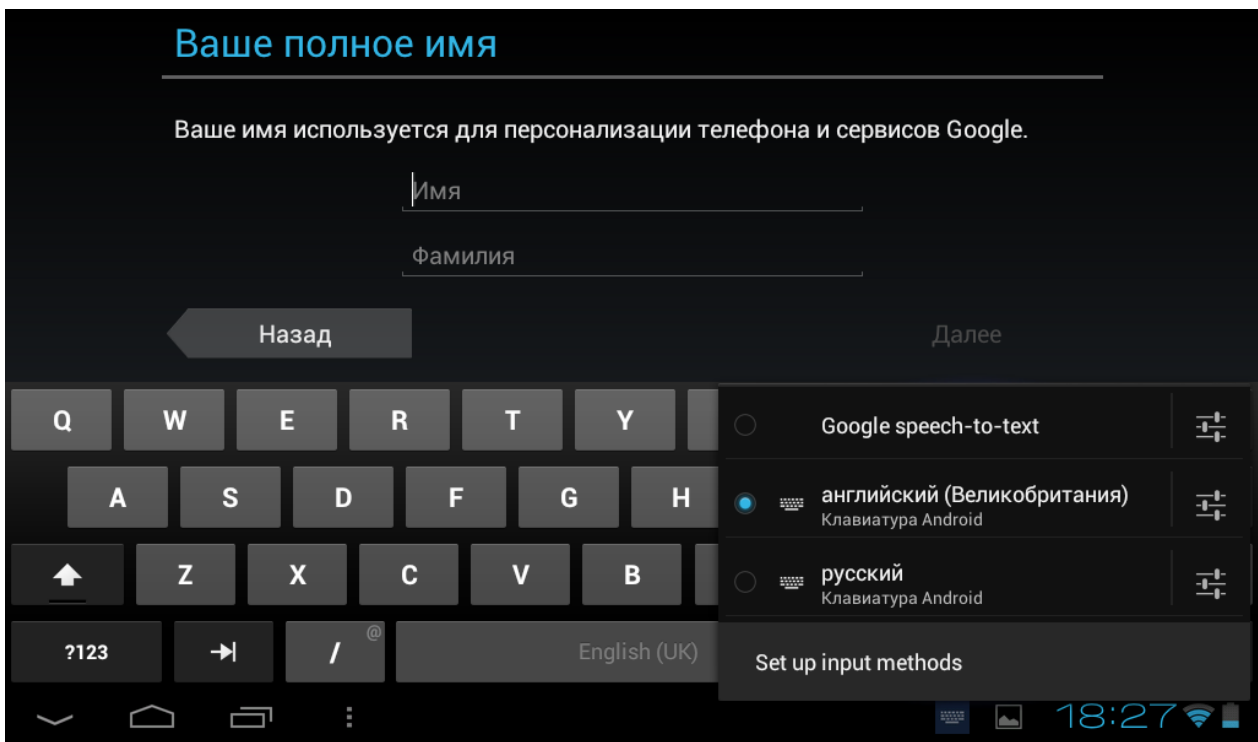 Ваше полное имя
Ваше имя используется для персонализации телефона и сервисов Google.
Имя
Фамилия
Назад
Далее
Q W E R T Y
Google speech-to-text
A S D F G H
английский (Великобритания)
Клавиатура Android
Z X C V B
русский
Клавиатура Android
?123 / @ English (UK)
Set up input methods
18:27